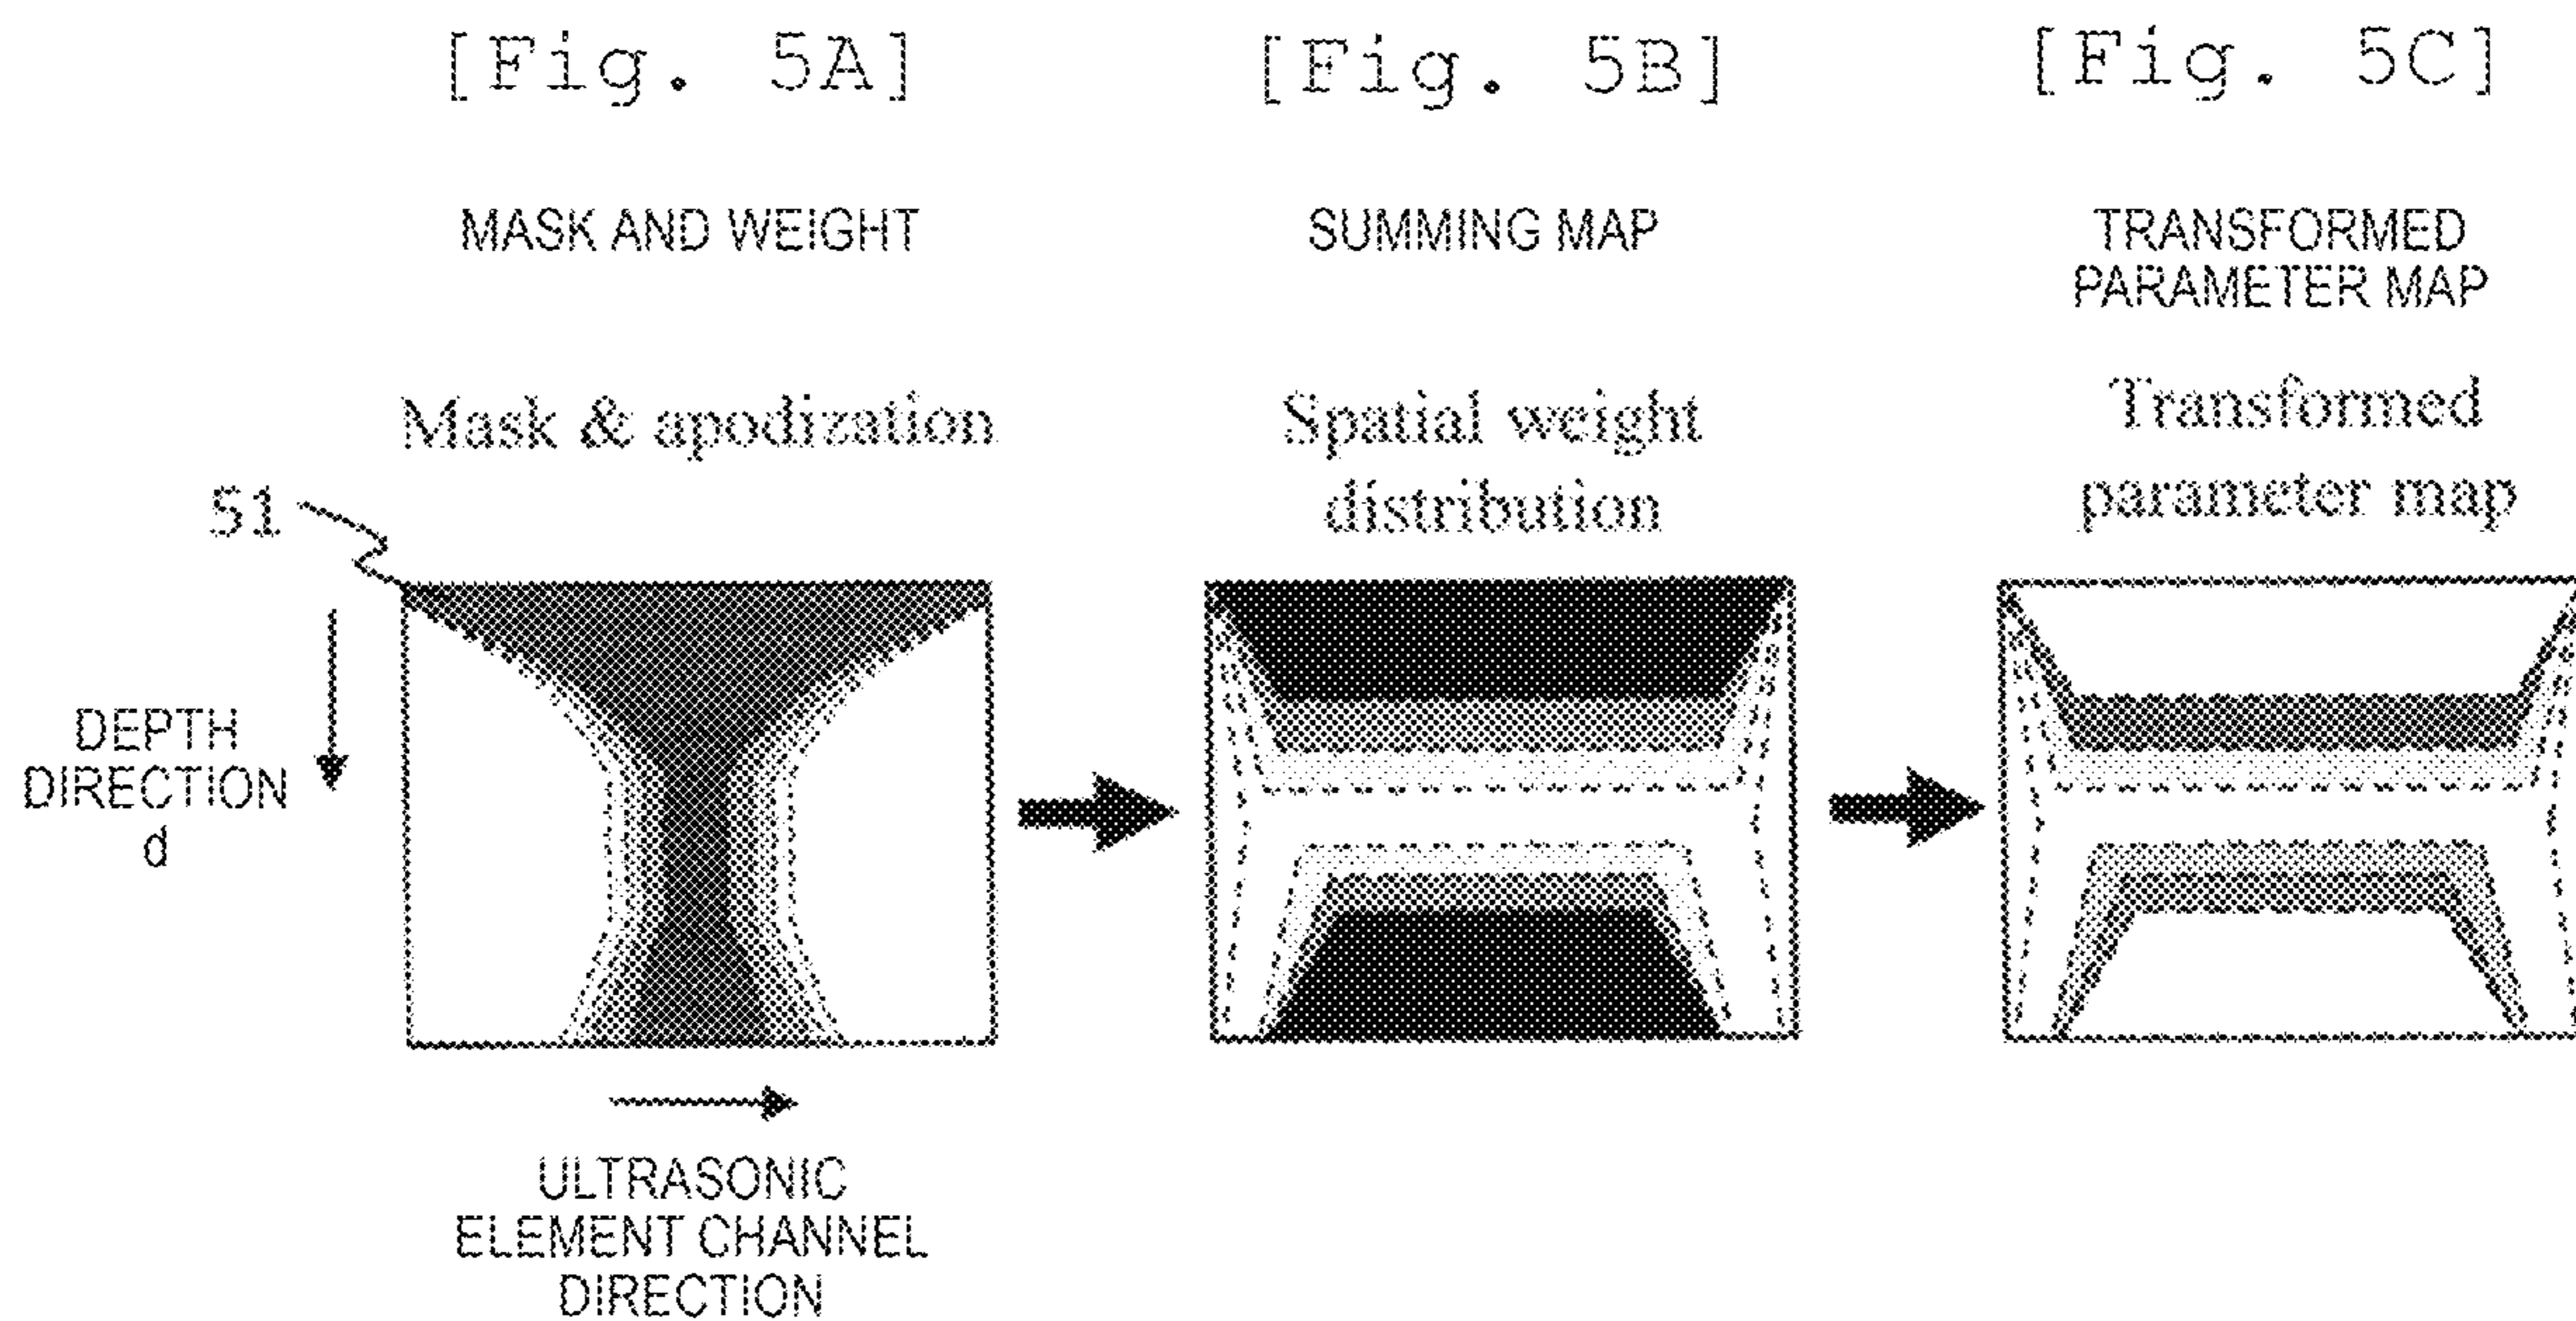 [Fig. 5A]
[Fig. 5B]
[Fig. 5C]
MASK AND WEIGHT
SUMMING MAP
TRANSFORMED
PARAMETER MAP
Mask & apodization
Spatial weight
distribution
Transformed
parameter map
51
DEPTH
DIRECTION
d
ULTRASONIC
ELEMENT CHANNEL
DIRECTION